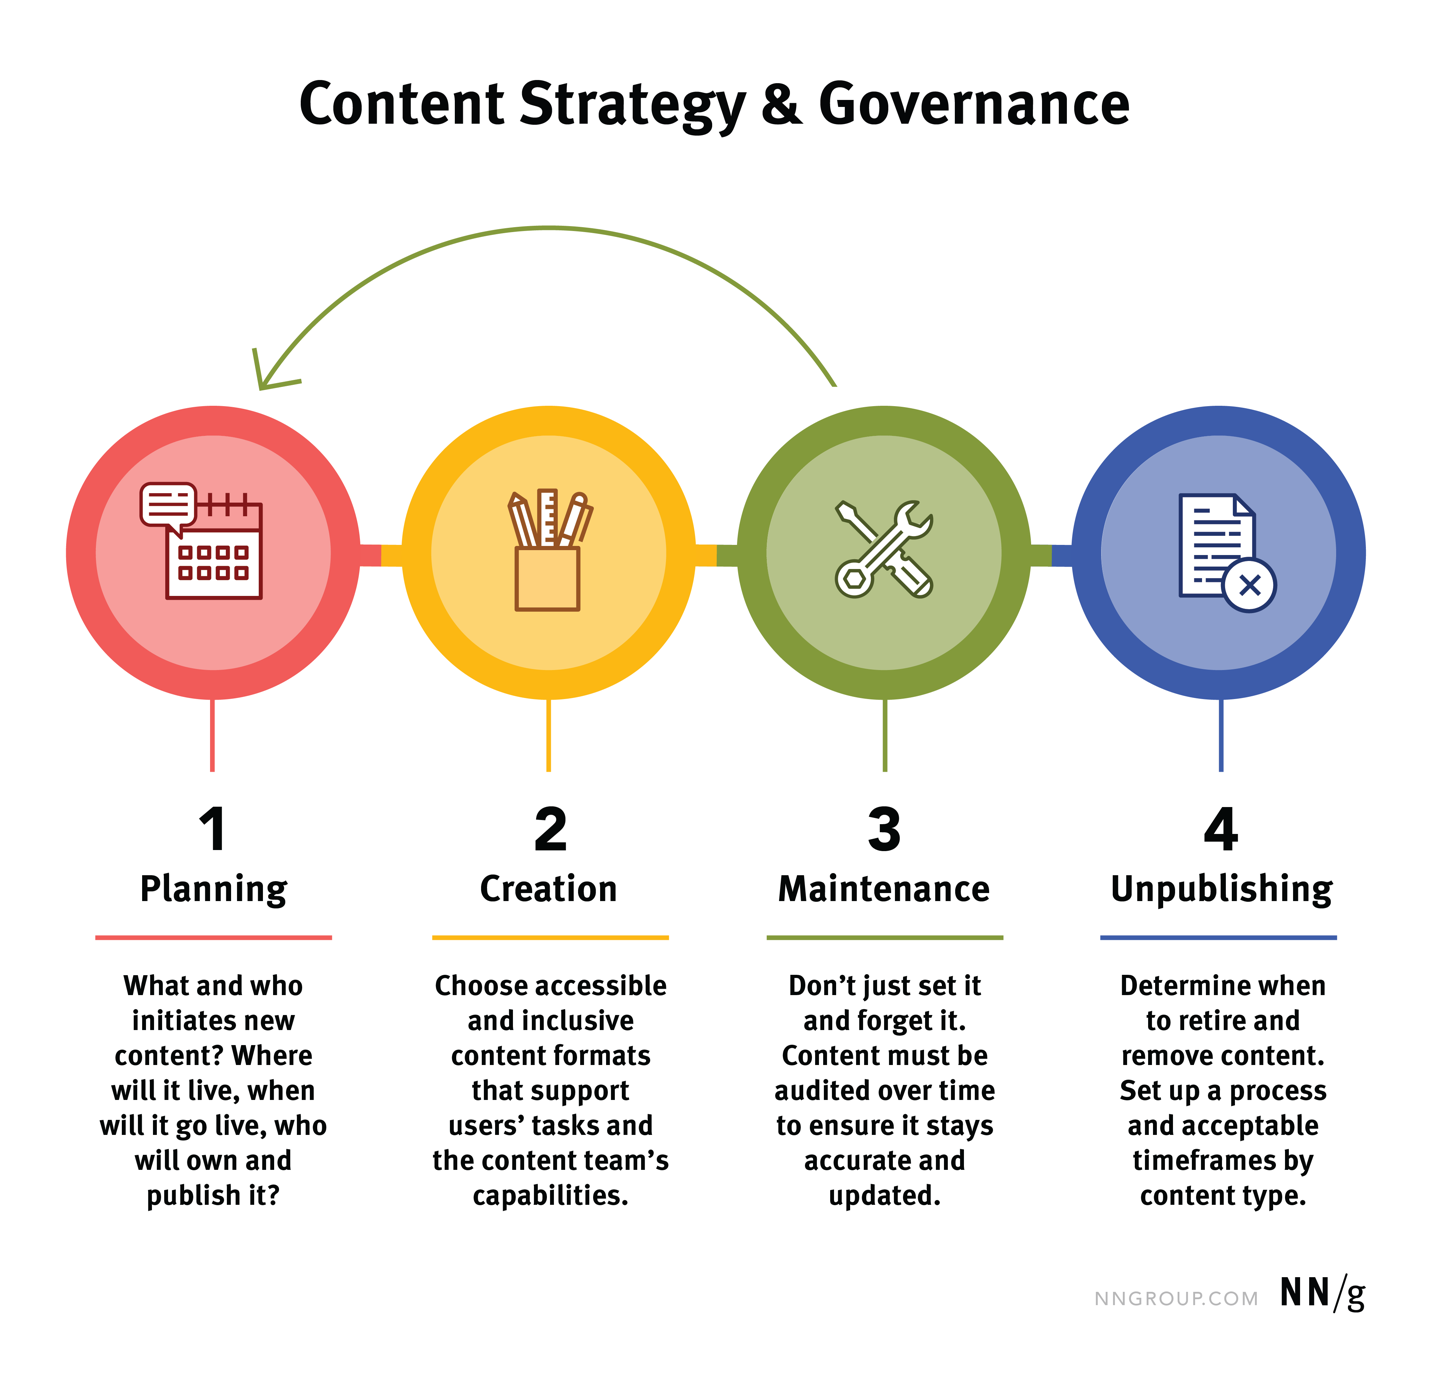 Content Strategy & Governance
1
Planning
What and who
initiates new
content? Where
will it live, when
will it go live, who
will own and
publish it?
2
Creation
Choose accessible
and inclusive
content formats
that support
users’ tasks and
the content team’s
capabilities.
3
Maintenance
Don’t just set it
and forget it.
Content must be
audited over time
to ensure it stays
accurate and
updated.
4
Unpublishing
Determine when
to retire and
remove content.
Set up a process
and acceptable
timeframes by
content type.
NNGROUP.COM NN/g